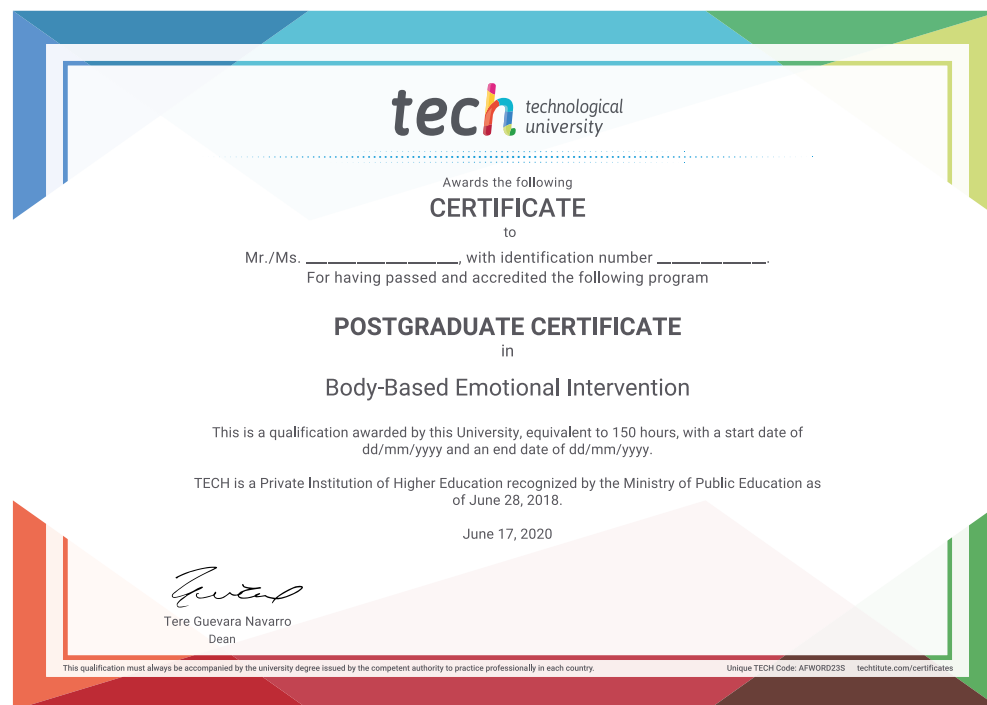 tech technological
university
Awards the following
CERTIFICATE
to
Mr./Ms. ____________________, with identification number ______________.
For having passed and accredited the following program
POSTGRADUATE CERTIFICATE
in
Body-Based Emotional Intervention
This is a qualification awarded by this University, equivalent to 150 hours, with a start date of
dd/mm/yyyy and an end date of dd/mm/yyyy.
TECH is a Private Institution of Higher Education recognized by the Ministry of Public Education as
of June 28, 2018.
June 17, 2020
Tere Guevara Navarro
Dean
This qualification must always be accompanied by the university degree issued by the competent authority to practice professionally in each country. Unique TECH Code: AFWORD23S techtitute.com/certificates